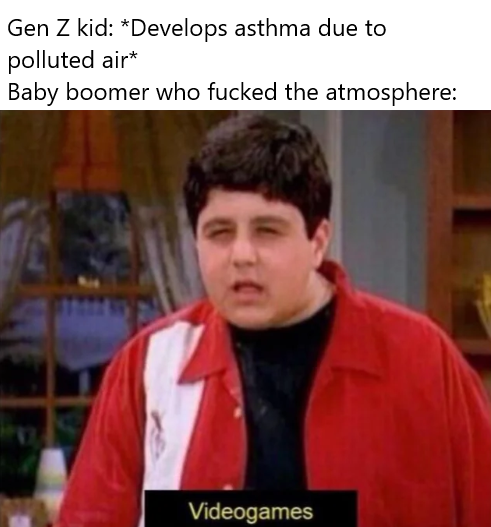 Gen Z kid: *Develops asthma due to
polluted air*
Baby boomer who fucked the atmosphere:
Videogames